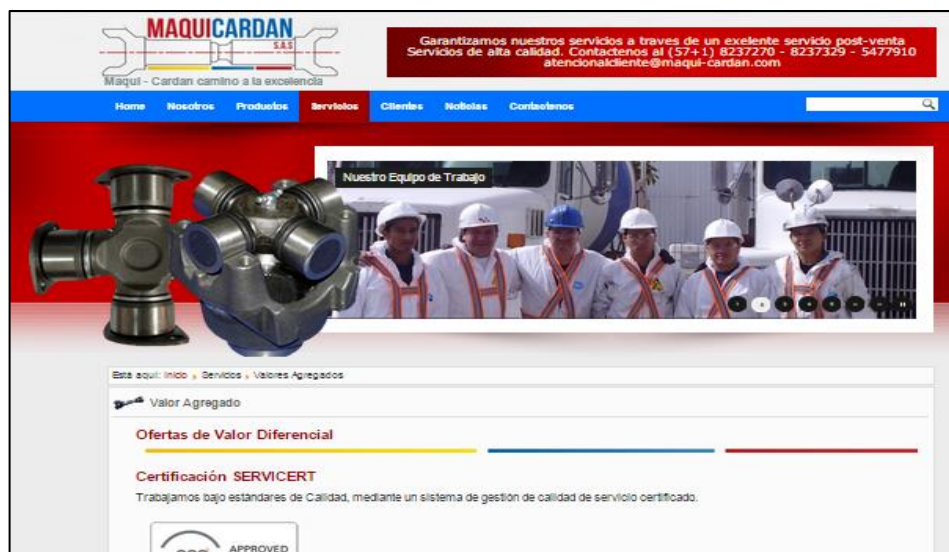 MAQUICARDAN
S.A.S
Maqui - Cardan camino a la excelencia
Garantizamos nuestros servicios a traves de un exelente servicio post-venta
Servicios de alta calidad. Contactenos al (57+1) 8237270 - 8237329 - 5477910
atencionalcliente@maqui-cardan.com
Home Nosotros Productos Servicios Clientes Noticias Contactenos
Nuestro Equipo de Trabajo
Está aquí: Inicio Servicios Valores Agregados
Valor Agregado
Ofertas de Valor Diferencial
Certificación SERVICERT
Trabajamos bajo estándares de Calidad, mediante un sistema de gestión de calidad de servicio certificado.
APPROVED